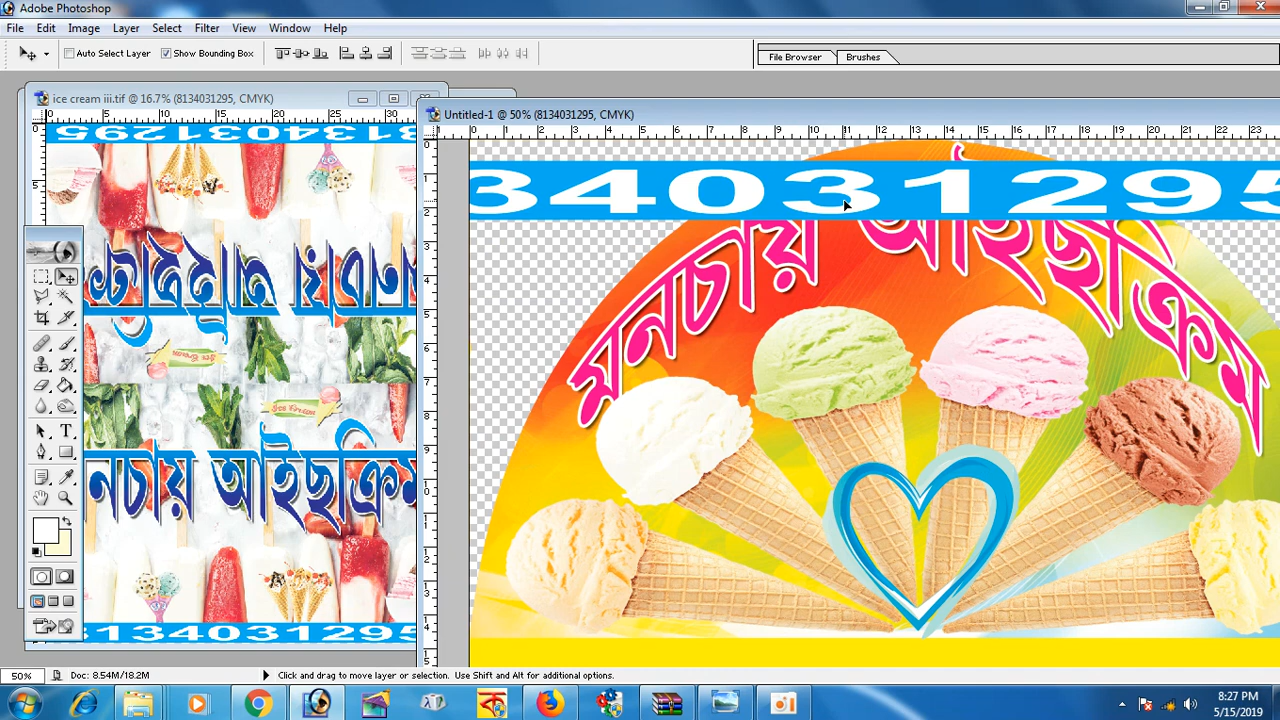 Adobe Photoshop
File Edit Image Layer Select Filter View Window Help
Auto Select Layer Show Bounding Box
File Browser Brushes
ice cream iii.tif @ 16.7% (8134031295, CMYK)
Untitled-1 @ 50% (8134031295, CMYK)
34031295
মনচায় আইছক্রিম
নচায় আইছক্রিম
Ice Cream
8134031295
50% Doc: 8.54M/18.2M Click and drag to move layer or selection. Use Shift and Alt for additional options.
8:27 PM
5/15/2019